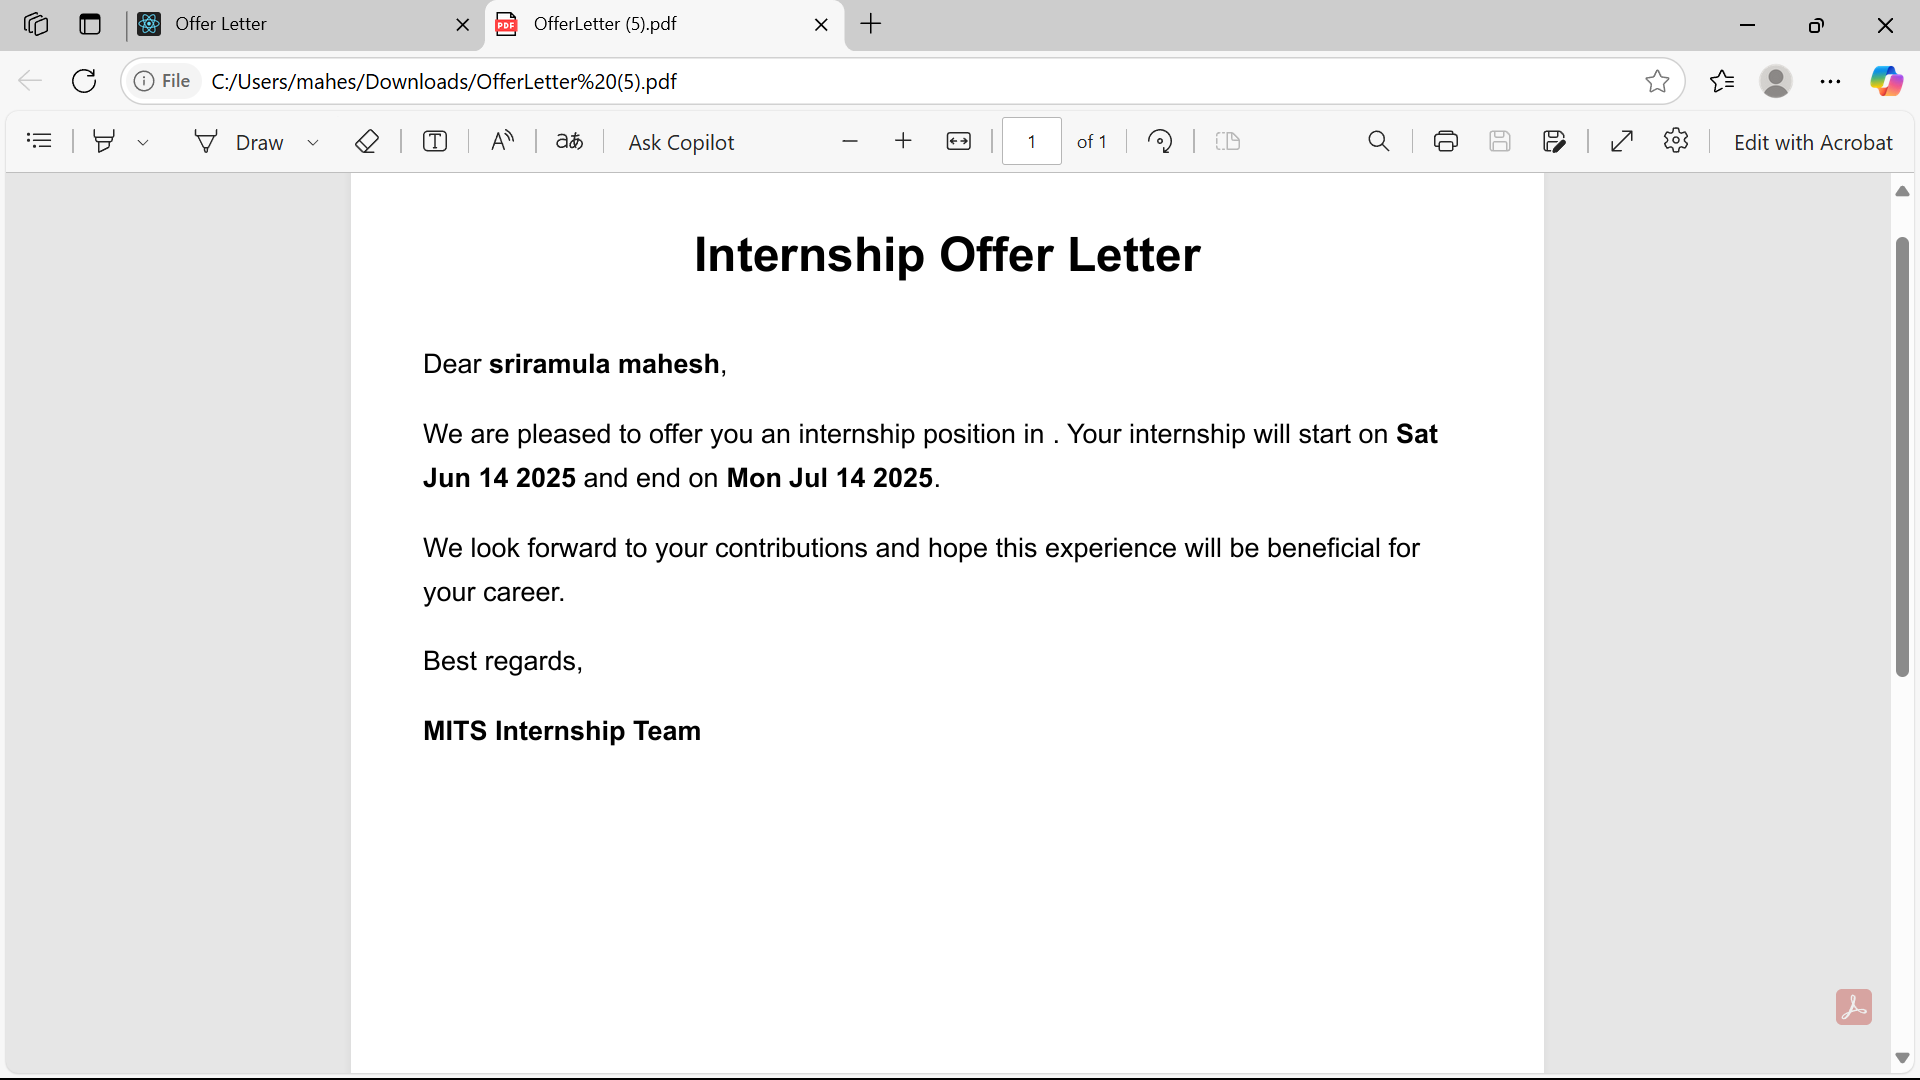 Offer Letter
PDF
OfferLetter (5).pdf
File
C:/Users/mahes/Downloads/OfferLetter%20(5).pdf
Draw
T
A
aあ
Ask Copilot
1
of 1
Edit with Acrobat
Internship Offer Letter
Dear sriramula mahesh,
We are pleased to offer you an internship position in . Your internship will start on Sat
Jun 14 2025 and end on Mon Jul 14 2025.
We look forward to your contributions and hope this experience will be beneficial for
your career.
Best regards,
MITS Internship Team